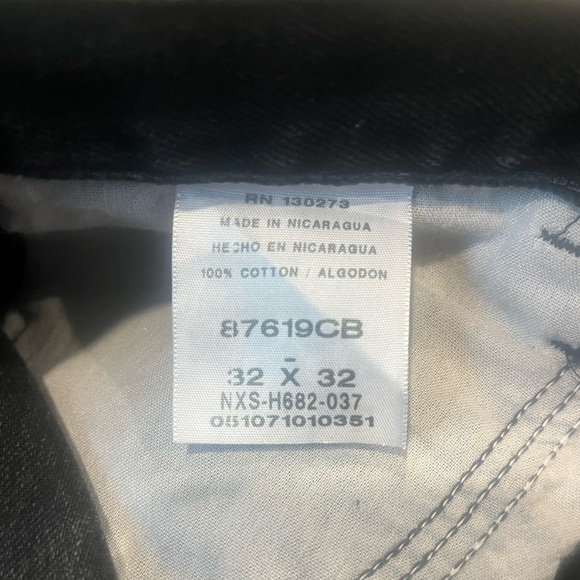 RN 130273
MADE IN NICARAGUA
HECHO EN NICARAGUA
100% COTTON / ALGODON
87619CB
-
32 X 32
NXS-H682-037
051071010351